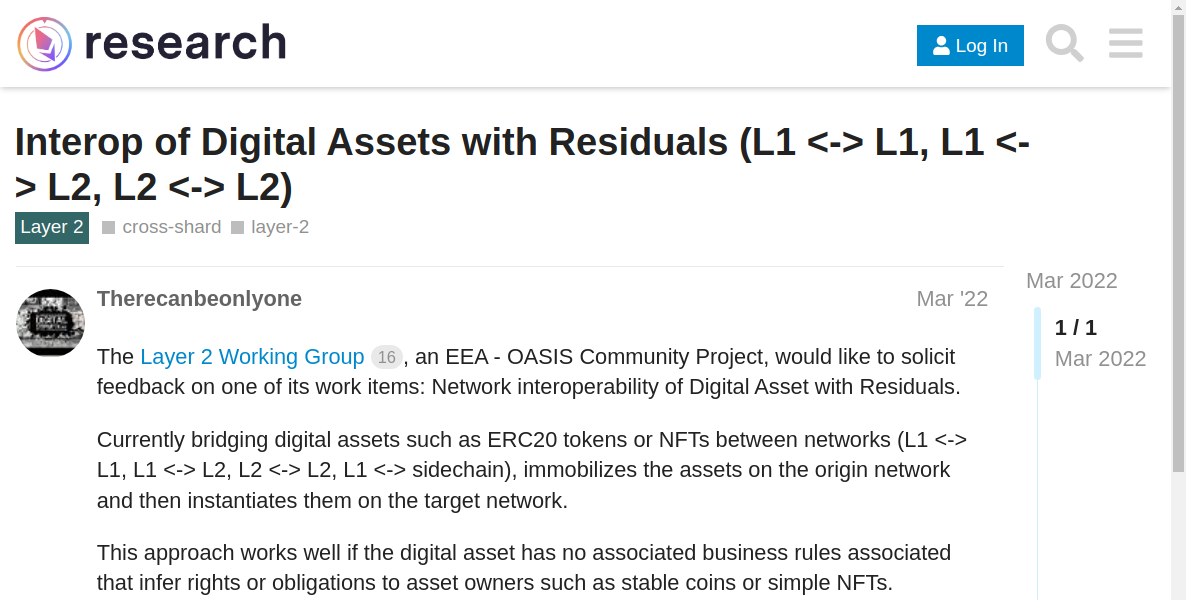 research
Log In
Interop of Digital Assets with Residuals (L1 <-> L1, L1 <-
> L2, L2 <-> L2)
Layer 2 cross-shard layer-2
Therecanbeonlyone Mar '22
The Layer 2 Working Group 16, an EEA - OASIS Community Project, would like to solicit
feedback on one of its work items: Network interoperability of Digital Asset with Residuals.
Currently bridging digital assets such as ERC20 tokens or NFTs between networks (L1 <->
L1, L1 <-> L2, L2 <-> L2, L1 <-> sidechain), immobilizes the assets on the origin network
and then instantiates them on the target network.
This approach works well if the digital asset has no associated business rules associated
that infer rights or obligations to asset owners such as stable coins or simple NFTs.
Mar 2022
1 / 1
Mar 2022